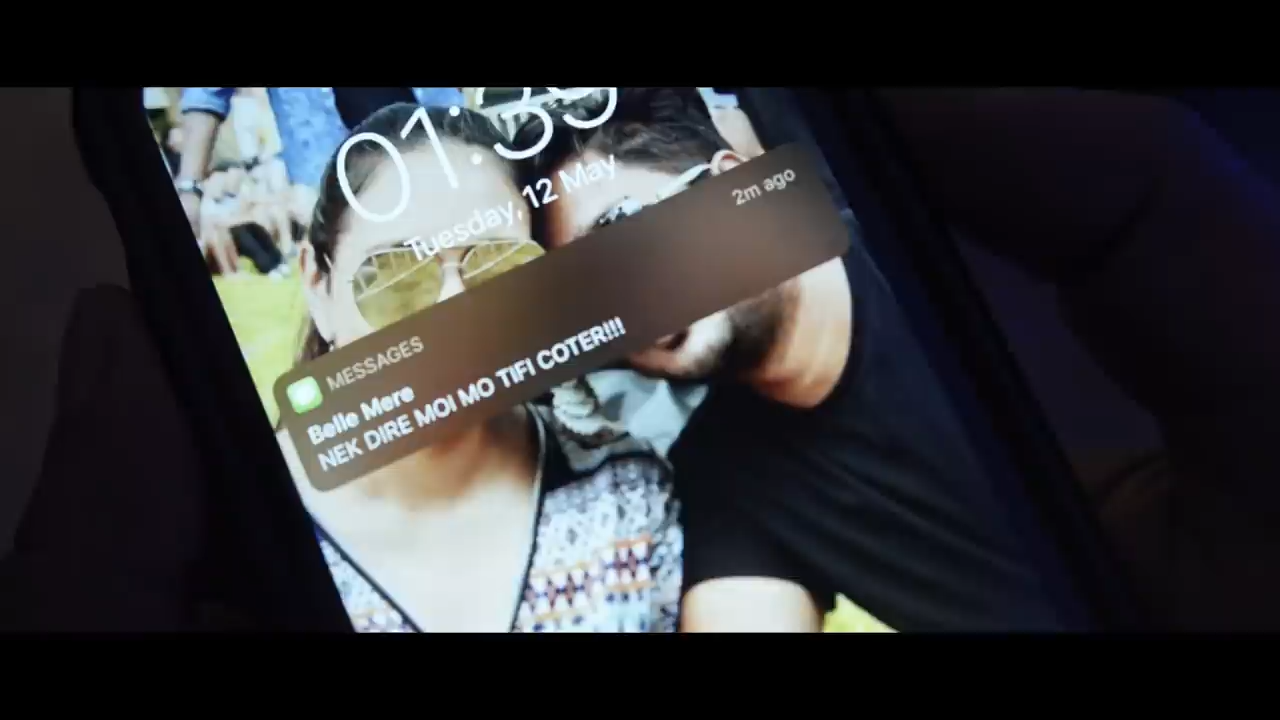 01:39
Tuesday, 12 May
MESSAGES
2m ago
Belle Mere
NEK DIRE MOI MO TIFI COTER!!!